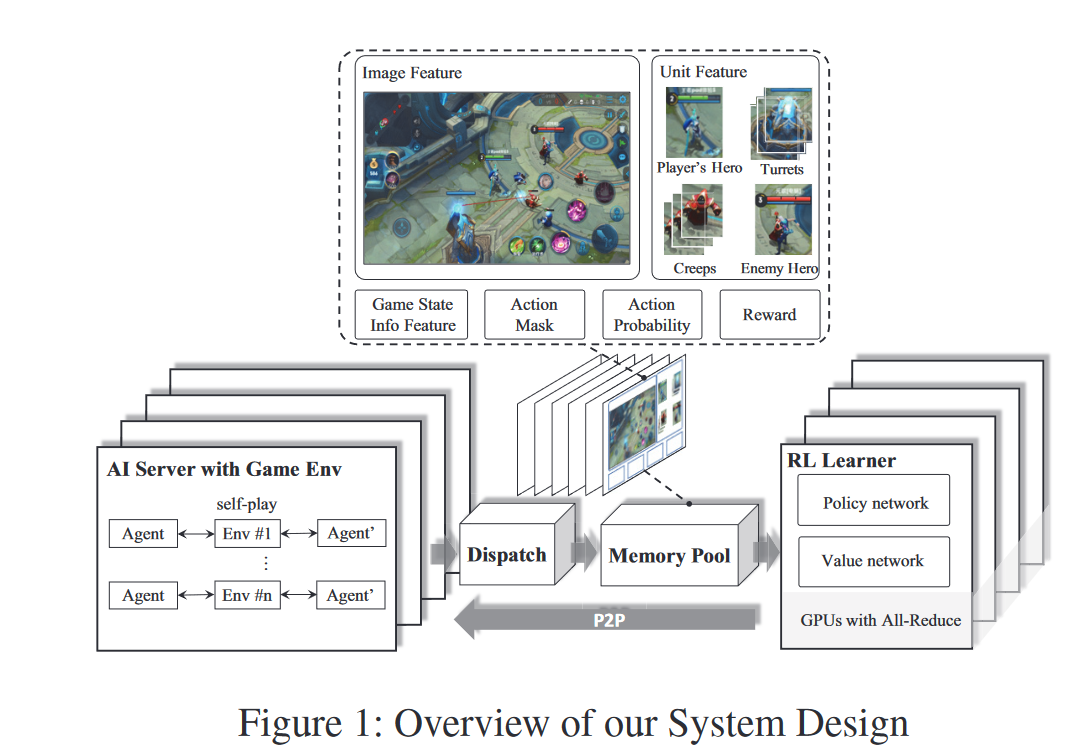 Image Feature
Unit Feature
Player's Hero
Turrets
Creeps
Enemy Hero
Game State
Info Feature
Action
Mask
Action
Probability
Reward
AI Server with Game Env
self-play
Agent
Env #1
Agent’
⋮
Agent
Env #n
Agent’
Dispatch
Memory Pool
RL Learner
Policy network
Value network
GPUs with All-Reduce
P2P
Figure 1: Overview of our System Design